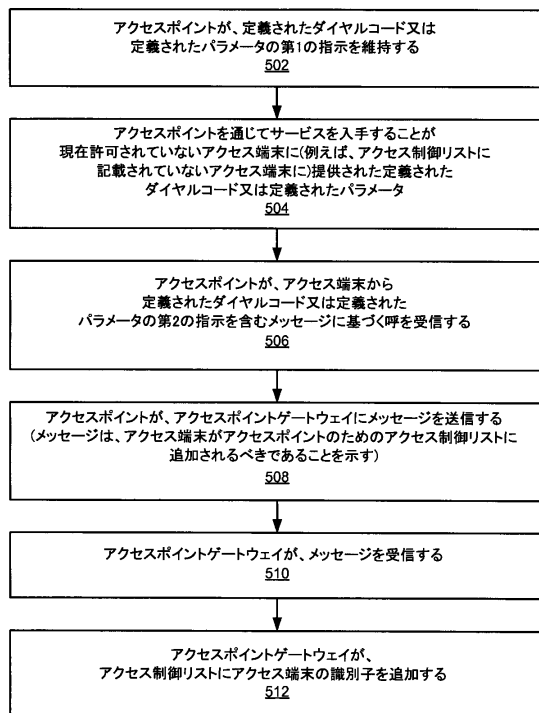 アクセスポイントが、定義されたダイヤルコード又は
定義されたパラメータの第1の指示を維持する
502
アクセスポイントを通じてサービスを入手することが
現在許可されていないアクセス端末に(例えば、アクセス制御リストに
記載されていないアクセス端末に)提供された定義された
ダイヤルコード又は定義されたパラメータ
504
アクセスポイントが、アクセス端末から
定義されたダイヤルコード又は定義された
パラメータの第2の指示を含むメッセージに基づく呼を受信する
506
アクセスポイントが、アクセスポイントゲートウェイにメッセージを送信する
(メッセージは、アクセス端末がアクセスポイントのためのアクセス制御リストに
追加されるべきであることを示す)
508
アクセスポイントゲートウェイが、メッセージを受信する
510
アクセスポイントゲートウェイが、
アクセス制御リストにアクセス端末の識別子を追加する
512